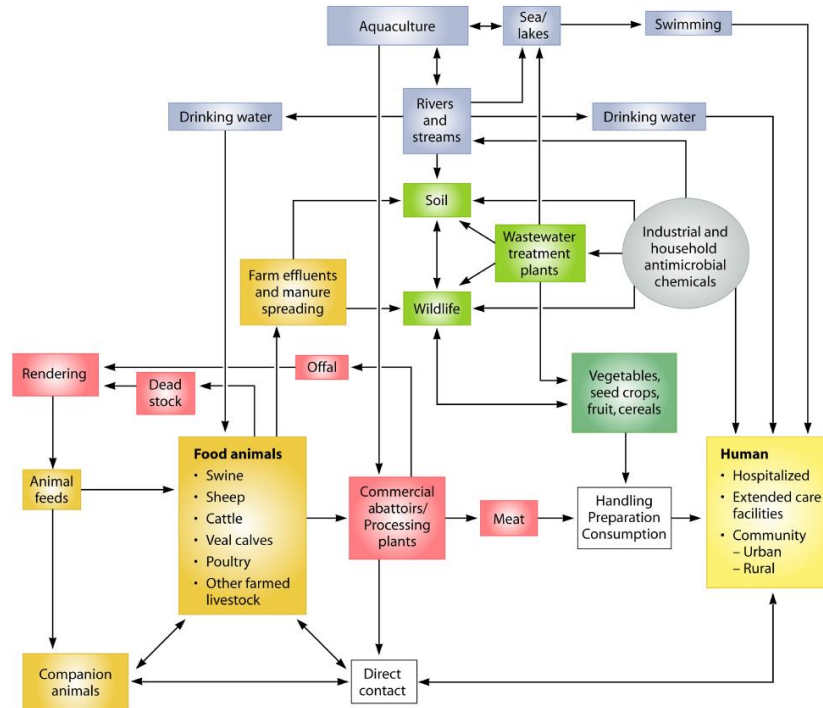 Aquaculture
Sea/
lakes
Swimming
Drinking water
Rivers
and
streams
Drinking water
Soil
Wastewater
treatment
plants
Industrial and
household
antimicrobial
chemicals
Farm effluents
and manure
spreading
Wildlife
Rendering
Dead
stock
Offal
Vegetables,
seed crops,
fruit, cereals
Animal
feeds
Food animals
• Swine
• Sheep
• Cattle
• Veal calves
• Poultry
• Other farmed
livestock
Commercial
abattoirs/
Processing
plants
Meat
Handling
Preparation
Consumption
Human
• Hospitalized
• Extended care
facilities
• Community
– Urban
– Rural
Companion
animals
Direct
contact